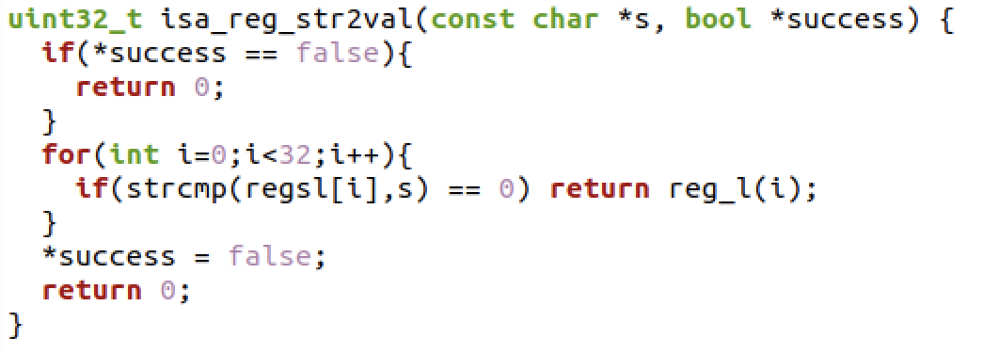 uint32_t isa_reg_str2val(const char *s, bool *success) {
  if(*success == false){
    return 0;
  }
  for(int i=0;i<32;i++){
    if(strcmp(regsl[i],s) == 0) return reg_l(i);
  }
  *success = false;
  return 0;
}